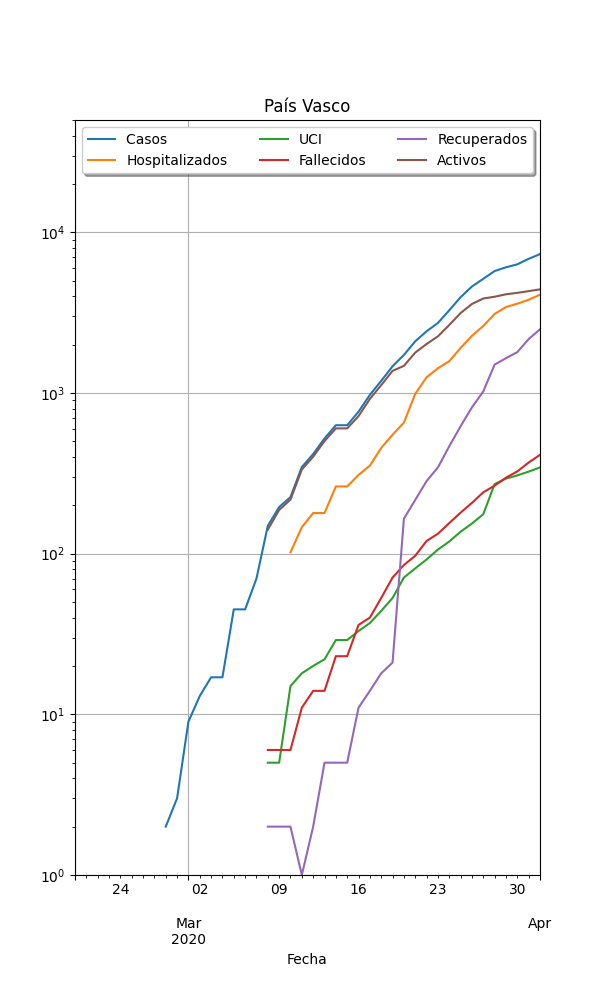 País Vasco
Casos UCI Recuperados
Hospitalizados Fallecidos Activos
10^4
10^3
10^2
10^1
10^0
24 02 09 16 23 30
Mar Apr
2020
Fecha